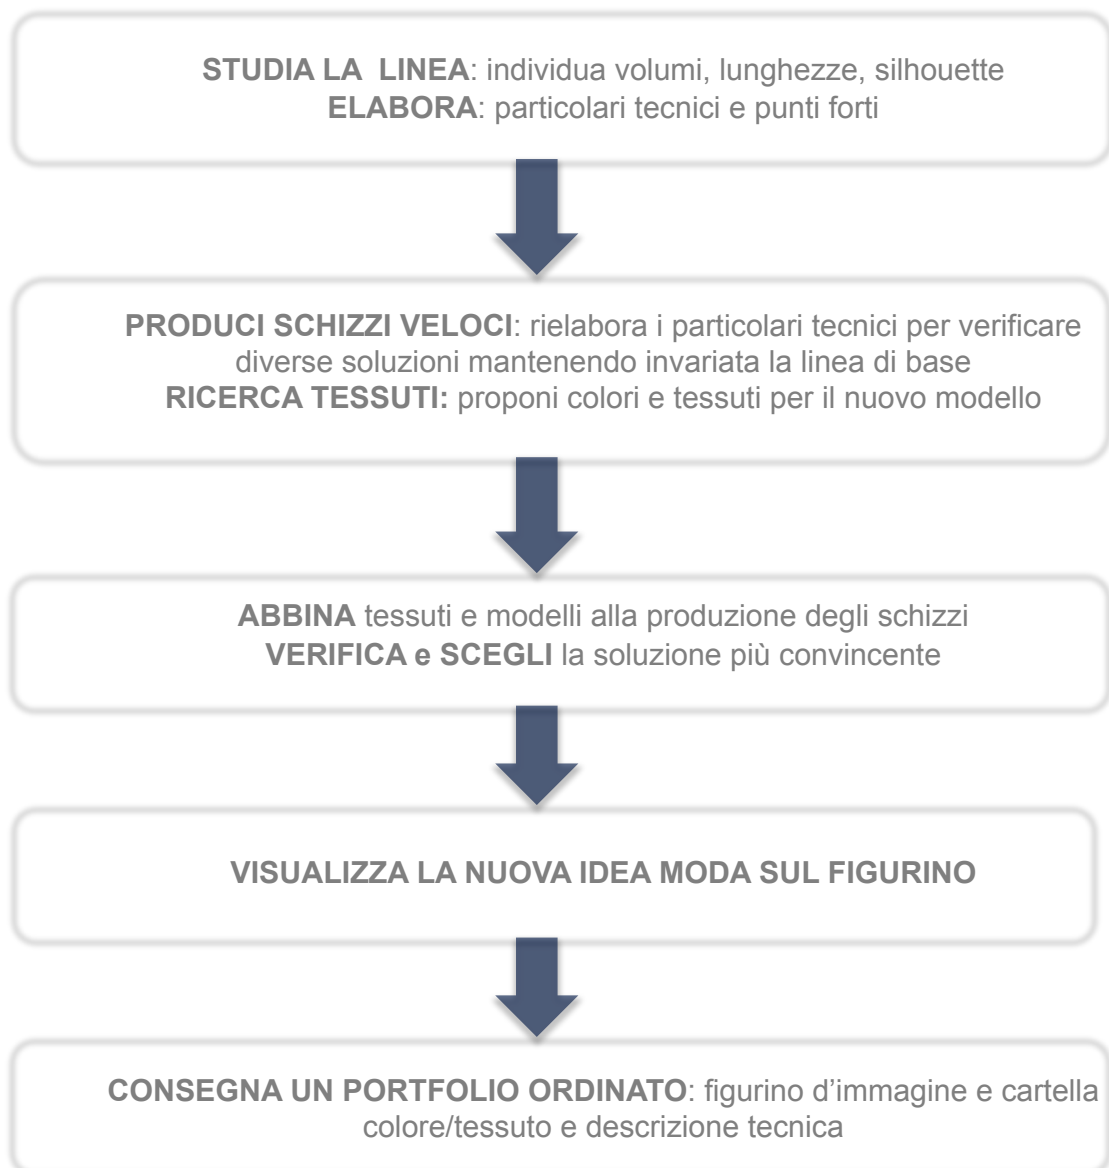 STUDIA LA LINEA: individua volumi, lunghezze, silhouette
ELABORA: particolari tecnici e punti forti
PRODUCI SCHIZZI VELOCI: rielabora i particolari tecnici per verificare
diverse soluzioni mantenendo invariata la linea di base
RICERCA TESSUTI: proponi colori e tessuti per il nuovo modello
ABBINA tessuti e modelli alla produzione degli schizzi
VERIFICA e SCEGLI la soluzione più convincente
VISUALIZZA LA NUOVA IDEA MODA SUL FIGURINO
CONSEGNA UN PORTFOLIO ORDINATO: figurino d’immagine e cartella
colore/tessuto e descrizione tecnica